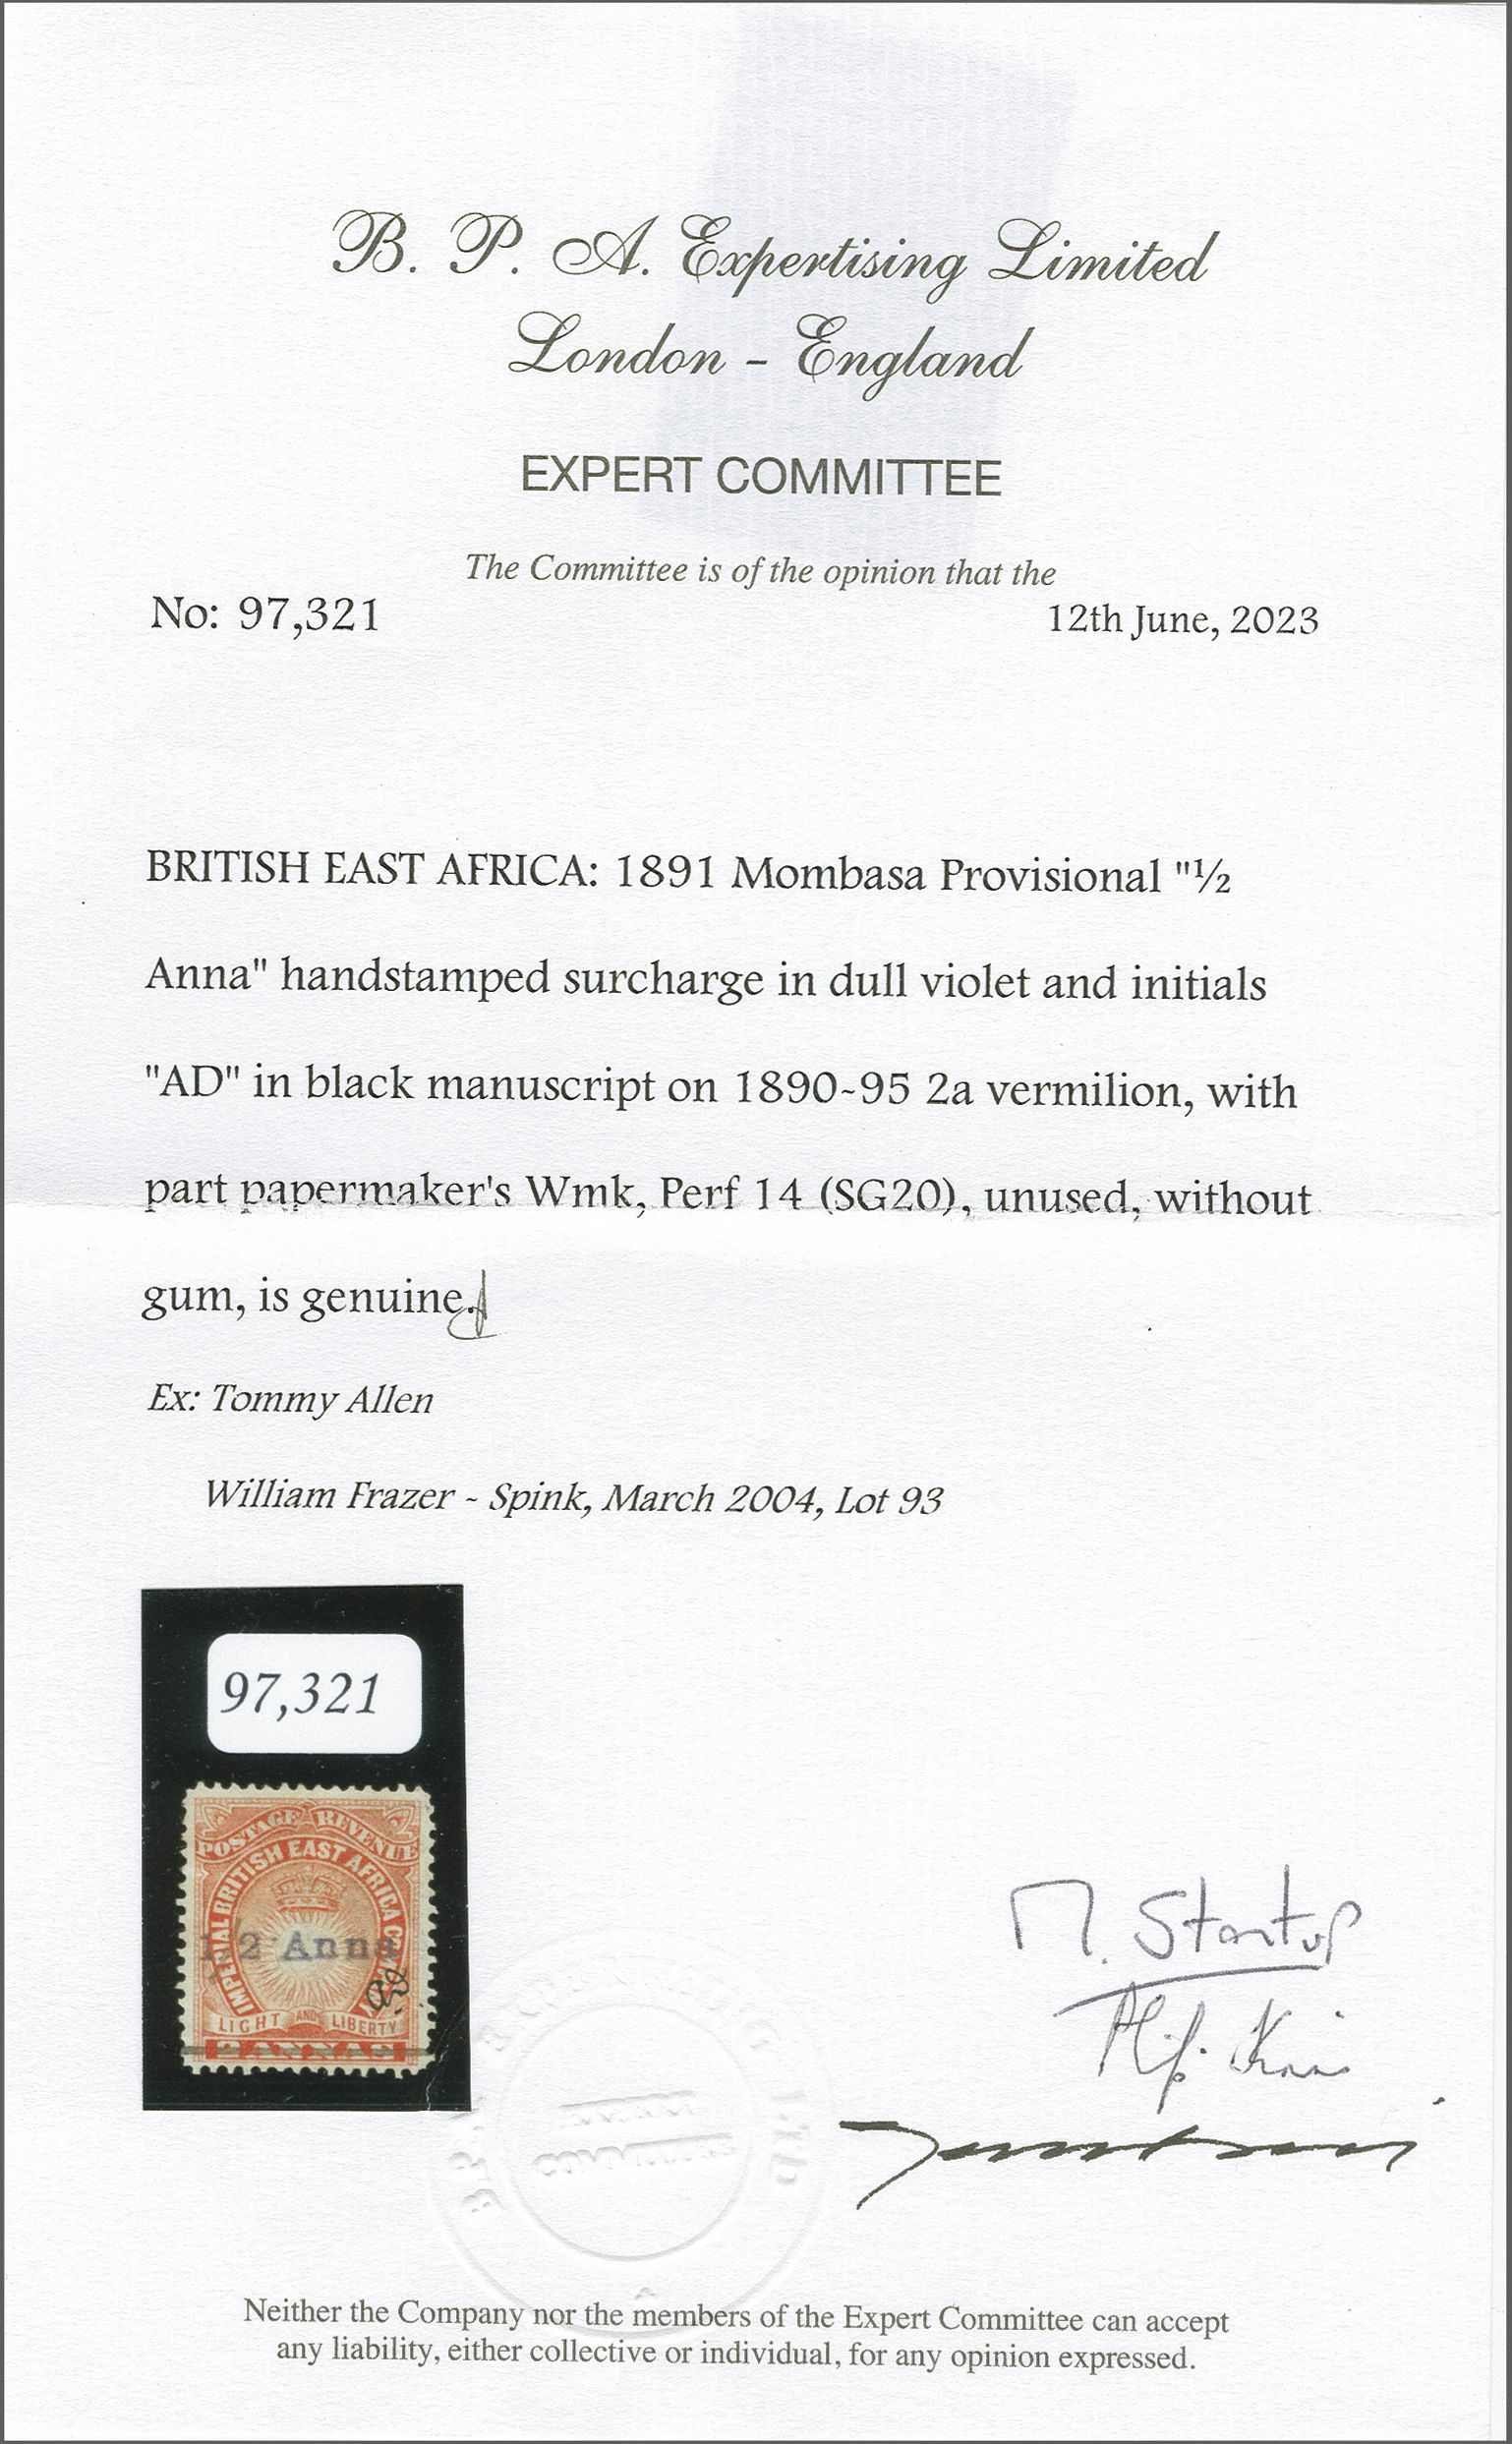 B. P. A. Expertising Limited
London - England
EXPERT COMMITTEE
The Committee is of the opinion that the
No: 97,321
12th June, 2023
BRITISH EAST AFRICA: 1891 Mombasa Provisional "½
Anna" handstamped surcharge in dull violet and initials
"AD" in black manuscript on 1890~95 2a vermilion, with
part papermaker's Wmk, Perf 14 (SG20), unused, without
gum, is genuine.
Ex: Tommy Allen
William Frazer ~ Spink, March 2004, Lot 93
97,321
POSTAGE REVENUE
IMPERIAL BRITISH EAST AFRICA
1/2 Anna
LIGHT AND LIBERTY
2 ANNAS
M. Startup
Neither the Company nor the members of the Expert Committee can accept
any liability, either collective or individual, for any opinion expressed.